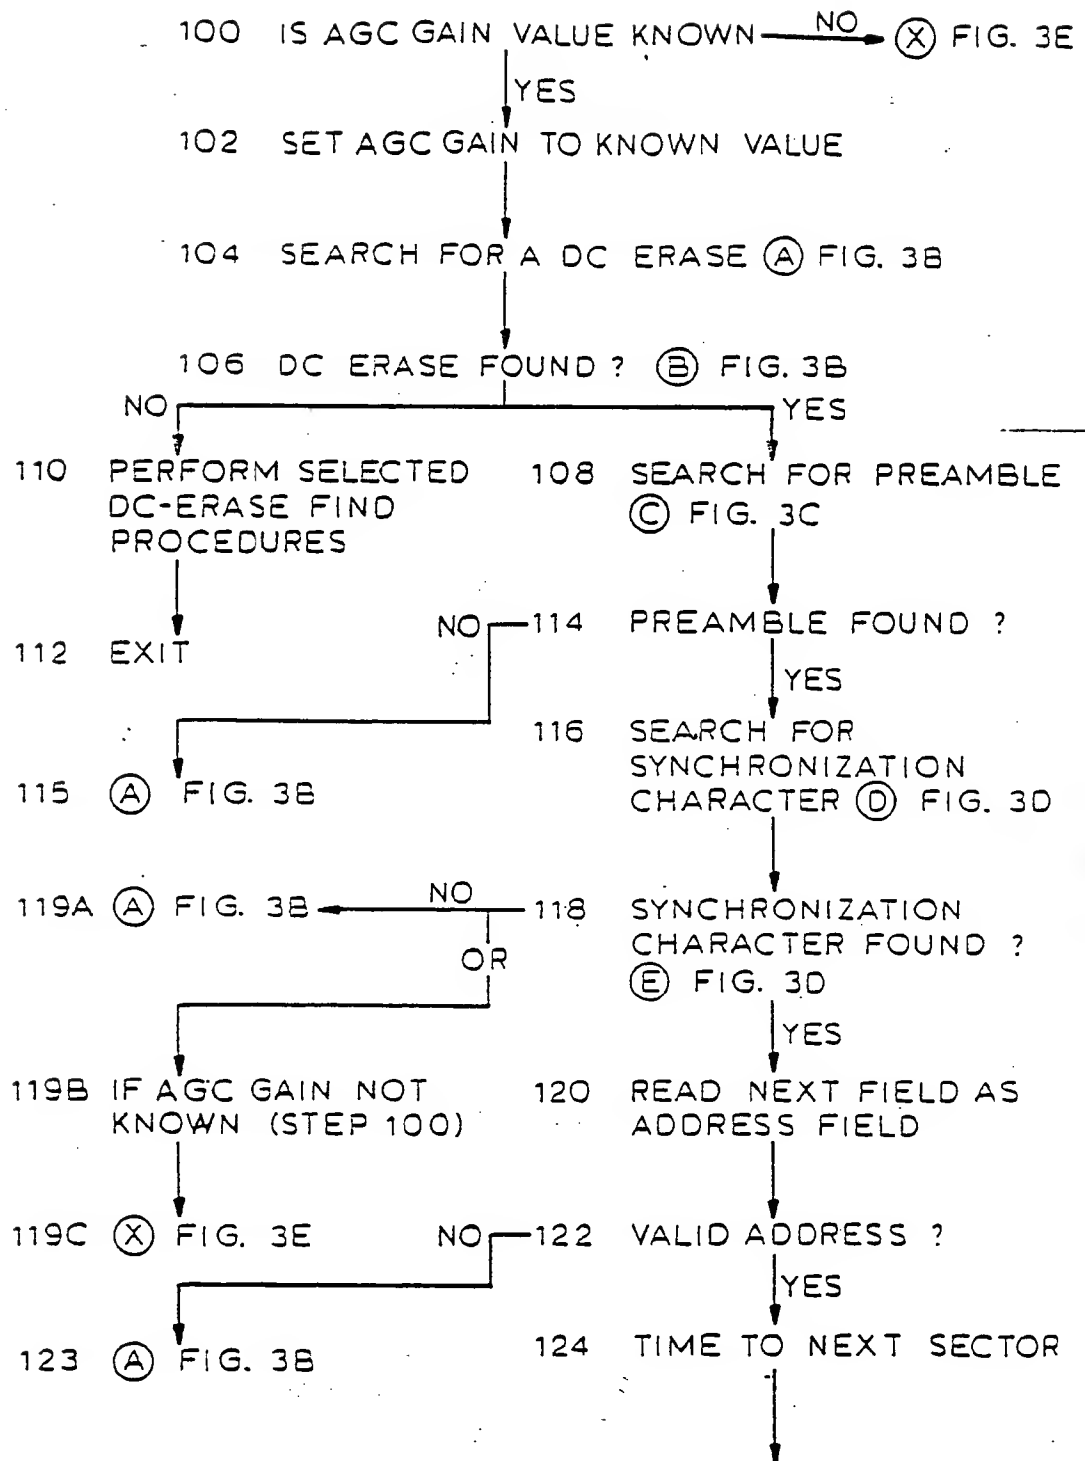 100 IS AGC GAIN VALUE KNOWN NO X FIG. 3E
YES
102 SET AGC GAIN TO KNOWN VALUE
104 SEARCH FOR A DC ERASE A FIG. 3B
106 DC ERASE FOUND ? B FIG. 3B
NO YES
110 PERFORM SELECTED
DC-ERASE FIND
PROCEDURES
108 SEARCH FOR PREAMBLE
C FIG. 3C
112 EXIT
NO 114 PREAMBLE FOUND ?
YES
115 A FIG. 3B
116 SEARCH FOR
SYNCHRONIZATION
CHARACTER D FIG. 3D
119A A FIG. 3B NO 118 SYNCHRONIZATION
CHARACTER FOUND ?
E FIG. 3D
OR
YES
119B IF AGC GAIN NOT
KNOWN (STEP 100)
120 READ NEXT FIELD AS
ADDRESS FIELD
119C X FIG. 3E
NO 122 VALID ADDRESS ?
YES
123 A FIG. 3B
124 TIME TO NEXT SECTOR